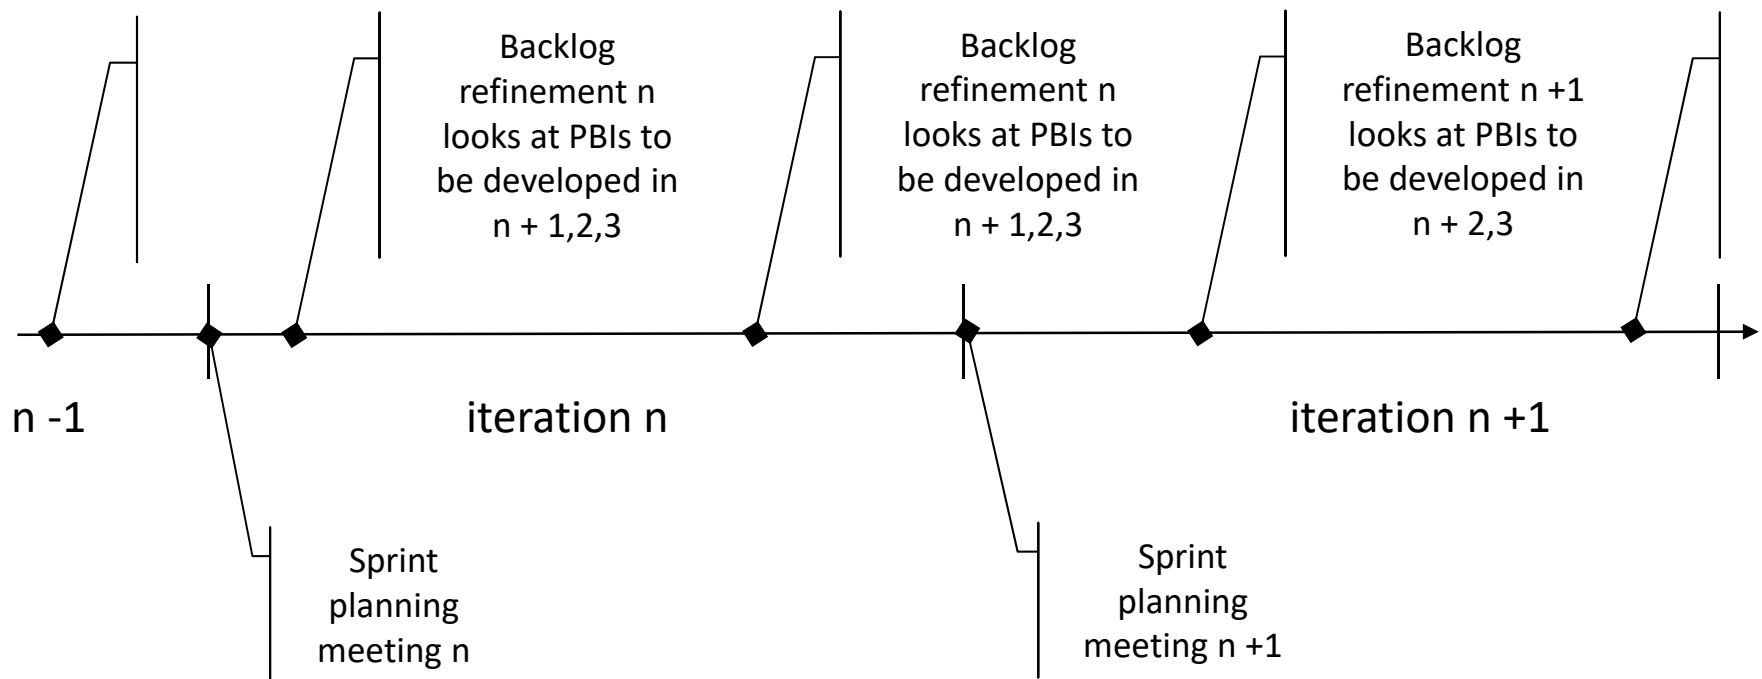 Backlog
refinement n
looks at PBIs to
be developed in
n + 1,2,3
Backlog
refinement n
looks at PBIs to
be developed in
n + 1,2,3
Backlog
refinement n +1
looks at PBIs to
be developed in
n + 2,3
n -1
iteration n
iteration n +1
Sprint
planning
meeting n
Sprint
planning
meeting n +1